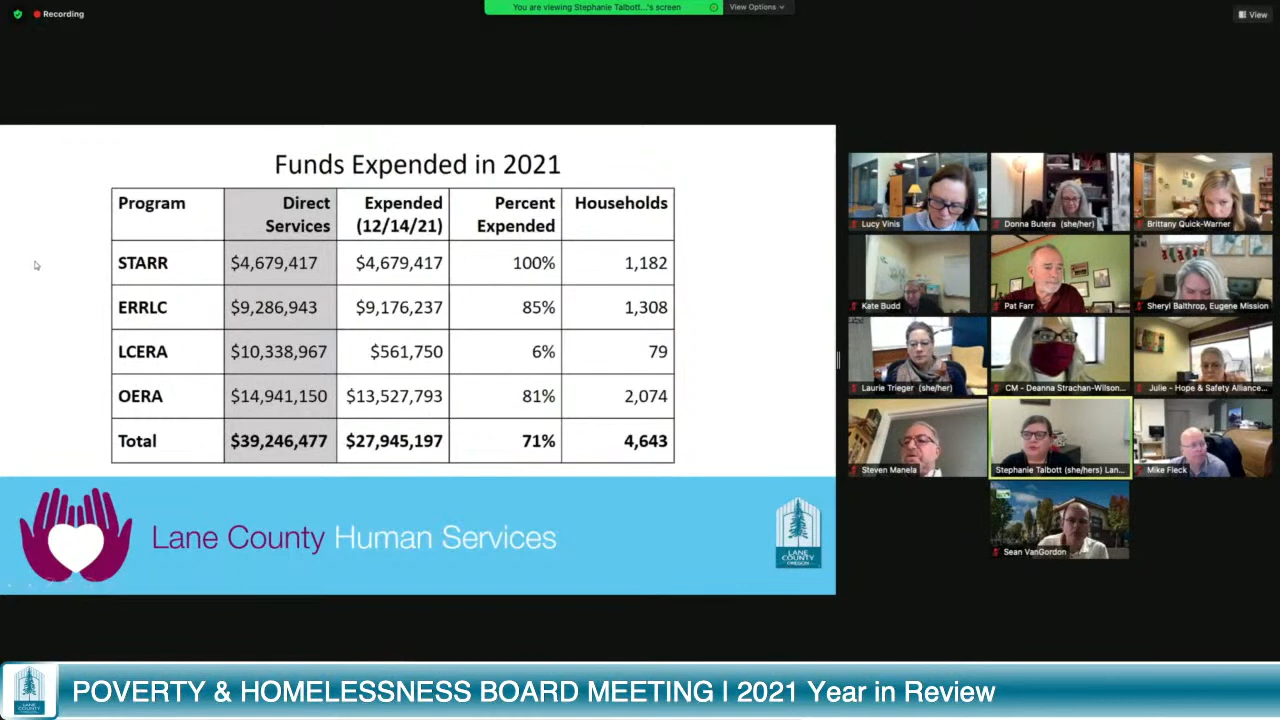 Recording
You are viewing Stephanie Talbott...'s screen
View Options
View
Funds Expended in 2021
Program Direct Services Expended (12/14/21) Percent Expended Households
STARR $4,679,417 $4,679,417 100% 1,182
ERRLC $9,286,943 $9,176,237 85% 1,308
LCERA $10,338,967 $561,750 6% 79
OERA $14,941,150 $13,527,793 81% 2,074
Total $39,246,477 $27,945,197 71% 4,643
Lane County Human Services
LANE
COUNTY
OREGON
Lucy Vinis
Donna Butera (she/her)
Brittany Quick-Warner
Kate Budd
Pat Farr
Sheryl Balthrop, Eugene Mission
Laurie Trieger (she/her)
CM - Deanna Strachan-Wilson...
Julie - Hope & Safety Alliance...
Steven Manela
Stephanie Talbott (she/hers) Lan...
Mike Fleck
Sean VanGordon
LANE
COUNTY
POVERTY & HOMELESSNESS BOARD MEETING | 2021 Year in Review